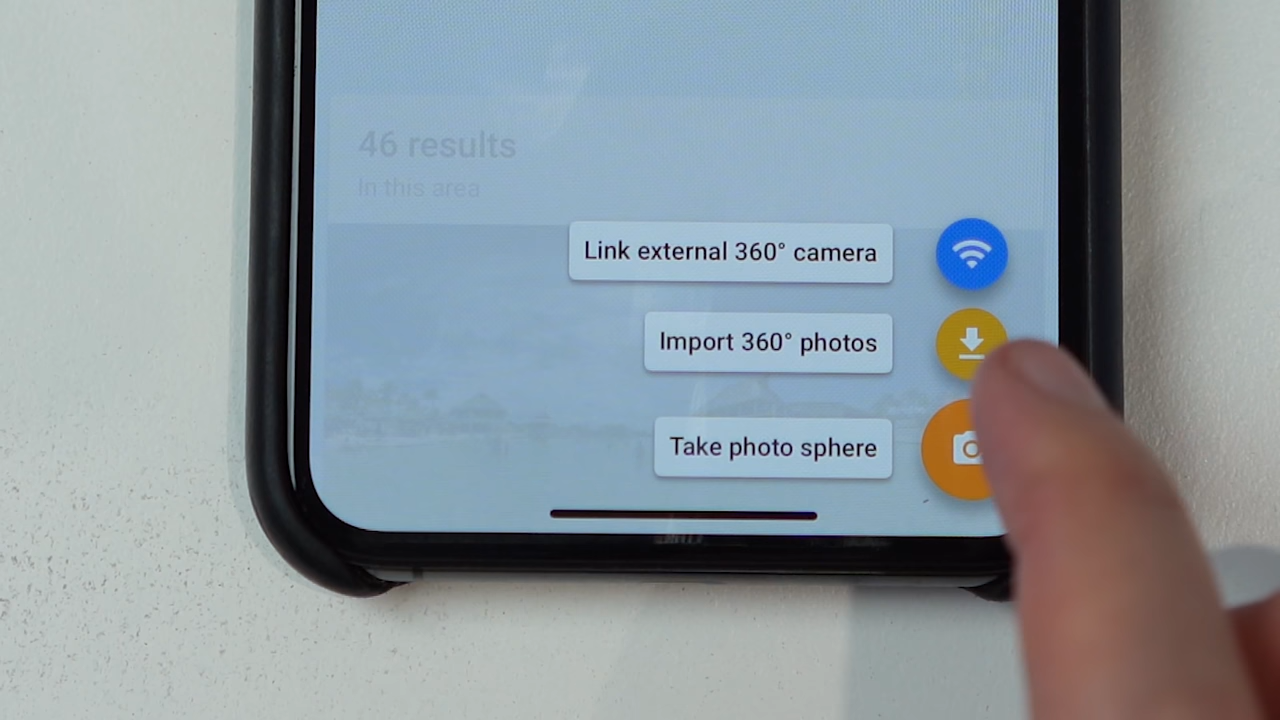 46 results
In this area
Link external 360° camera
Import 360° photos
Take photo sphere